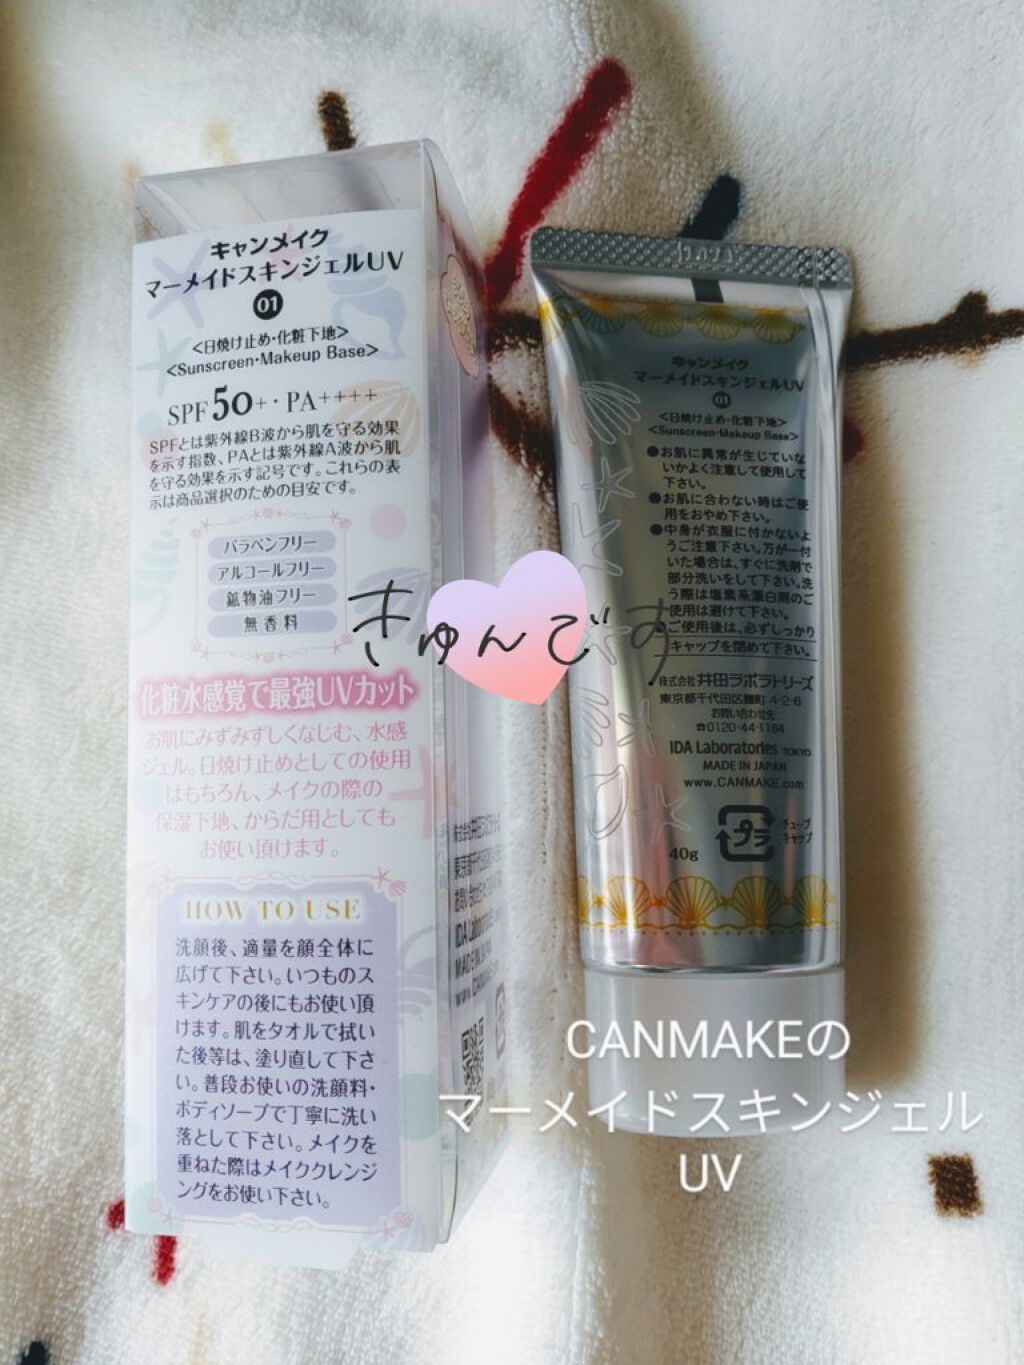 キャンメイク
マーメイドスキンジェルUV
01
<日焼け止め・化粧下地>
<Sunscreen・Makeup Base>
SPF50+・PA++++
SPFとは紫外線B波から肌を守る効果
を示す指数、PAとは紫外線A波から肌
を守る効果を示す記号です。これらの表
示は商品選択のための目安です。
パラベンフリー
アルコールフリー
鉱物油フリー
無香料
化粧水感覚で最強UVカット
お肌にみずみずしくなじむ、水感
ジェル。日焼け止めとしての使用
はもちろん、メイクの際の
保湿下地、からだ用としても
お使い頂けます。
HOW TO USE
洗顔後、適量を顔全体に
広げて下さい。いつものス
キンケアの後にもお使い頂
けます。肌をタオルで拭い
た後等は、塗り直して下さ
い。普段お使いの洗顔料・
ボディソープで丁寧に洗い
落として下さい。メイクを
重ねた際はメイククレンジ
ングをお使い下さい。
きゅんです
キャンメイク
マーメイドスキンジェルUV
01
<日焼け止め・化粧下地>
<Sunscreen・Makeup Base>
●お肌に異常が生じていな
いかよく注意して使用して
下さい。
●お肌に合わない時はご使
用をおやめ下さい。
●中身が衣服に付かないよ
うご注意下さい。万が一付
いた場合は、すぐに洗剤で
部分洗いをして下さい。洗
う際は塩素系漂白剤のご
使用は避けて下さい。
ご使用後は、必ずしっかり
キャップを閉めて下さい。
株式会社 井田ラボラトリーズ
東京都千代田区麹町 4-2-6
お問い合わせ先
☎0120-44-1184
IDA Laboratories TOKYO
MADE IN JAPAN
www.CANMAKE.com
プラ
チューブ
キャップ
40g
IDA Labora
MADE IN
CANMAKEの
マーメイドスキンジェル
UV